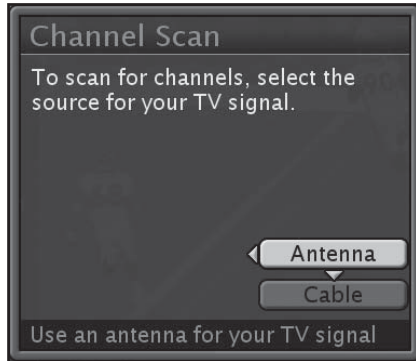 Channel Scan
To scan for channels, select the
source for your TV signal.
Antenna
Cable
Use an antenna for your TV signal